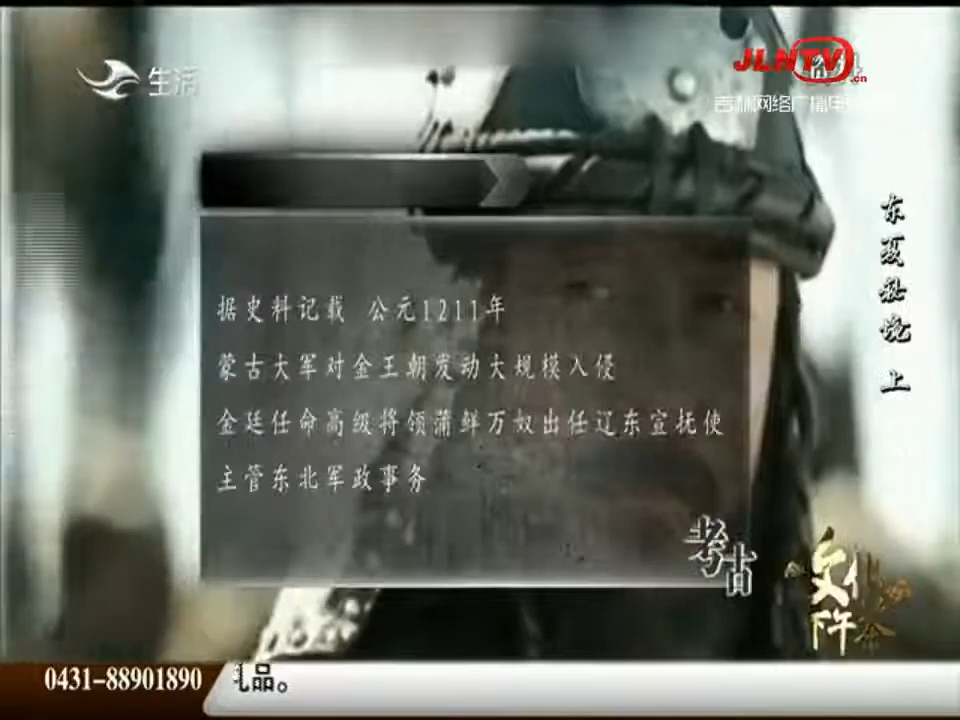 生活
JLNTV.cn
吉林网络广播电
东夏秘境 上
据史料记载 公元1211年
蒙古大军对金王朝发动大规模入侵
金廷任命高级将领蒲鲜万奴出任辽东宣抚使
主管东北军政事务
考古
文化
下午茶
0431-88901890
品。